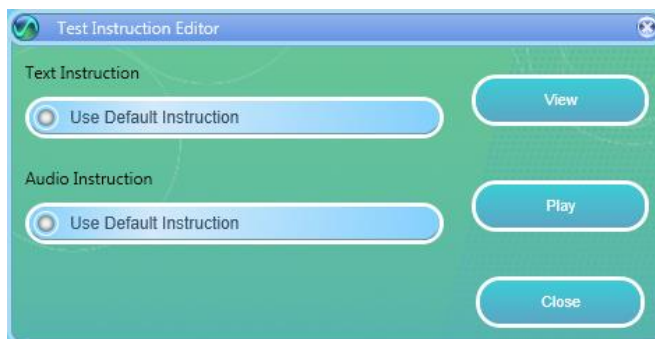 Test Instruction Editor
Text Instruction
Use Default Instruction
View
Audio Instruction
Use Default Instruction
Play
Close